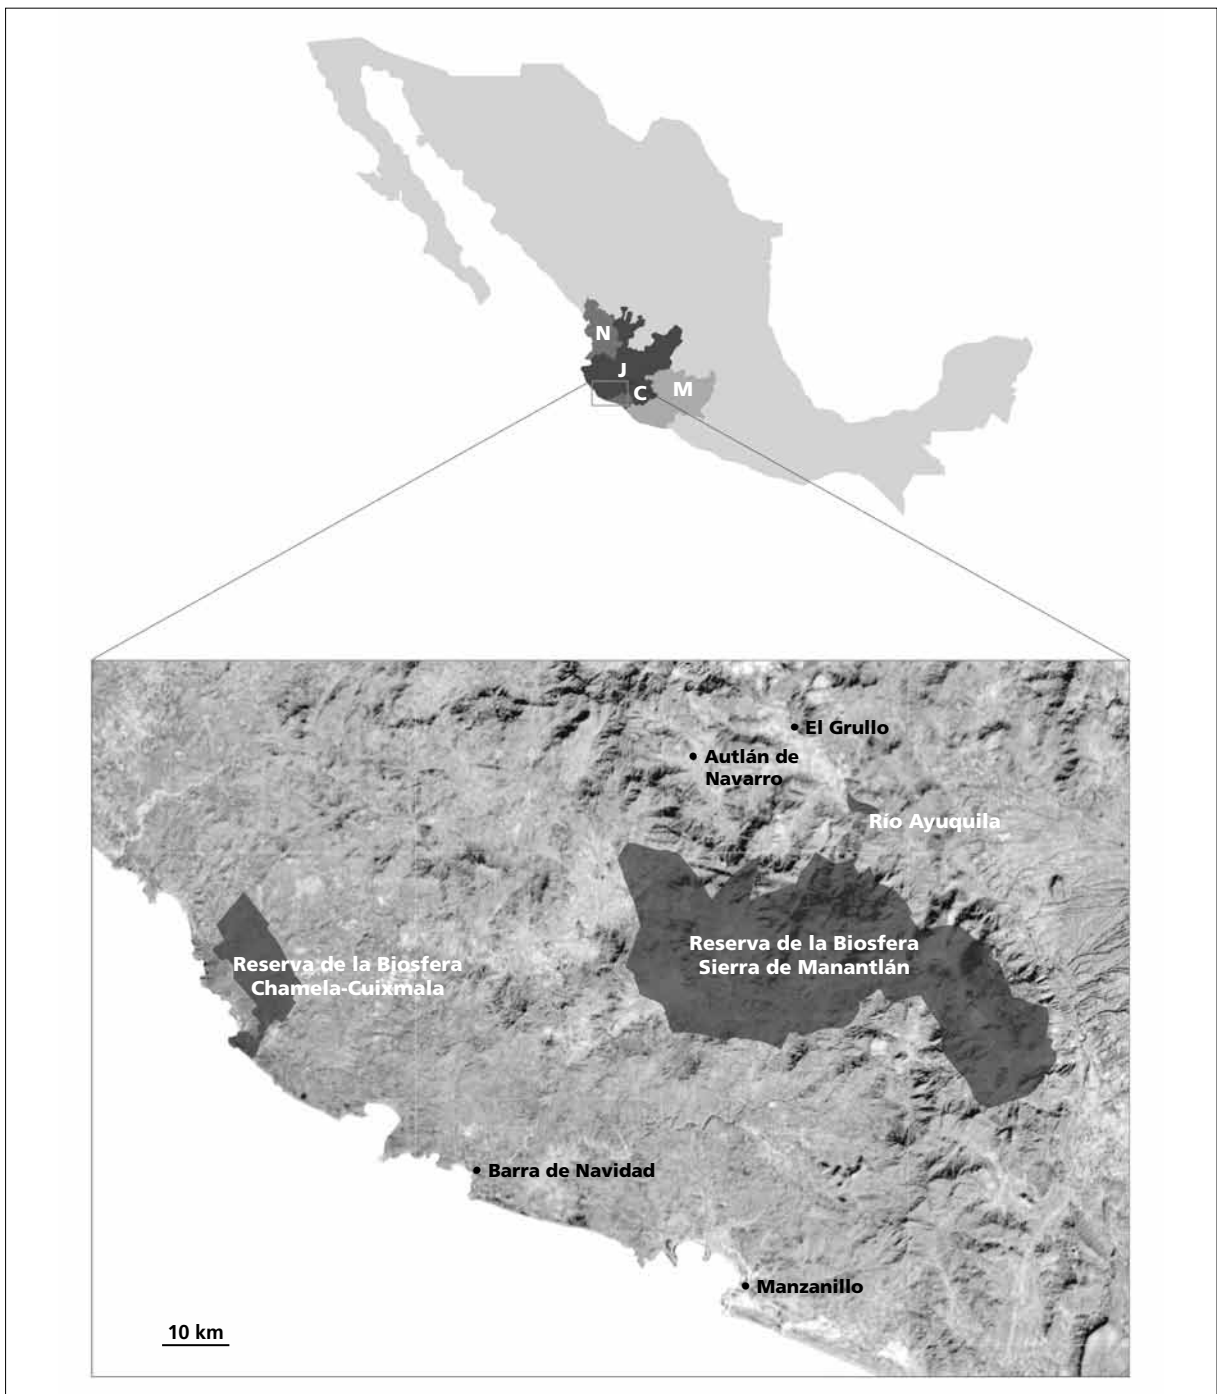 N
J
C
M
El Grullo
Autlán de
Navarro
Río Ayuquila
Reserva de la Biosfera
Sierra de Manantlán
Reserva de la Biosfera
Chamela-Cuixmala
Barra de Navidad
Manzanillo
10 km